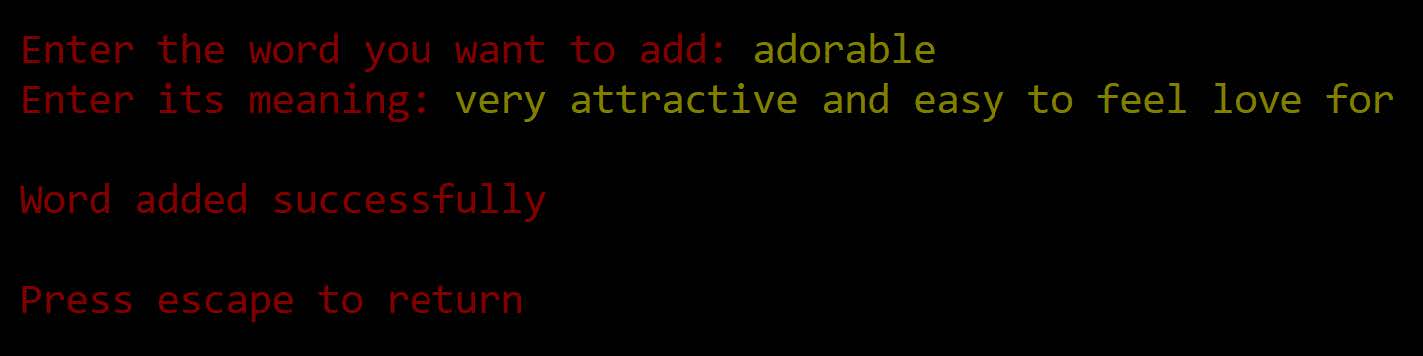 Enter the word you want to add: adorable
Enter its meaning: very attractive and easy to feel love for
Word added successfully
Press escape to return